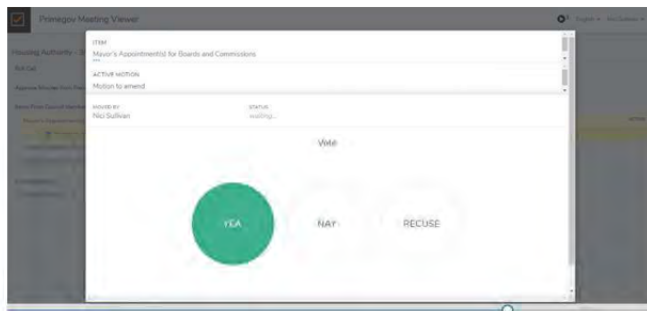 Primegov Meeting Viewer
English
Housing Authority - S
Roll Call
ITEM
Mayor's Appointment(s) for Boards and Commissions
ACTIVE MOTION
Motion to amend
MOVED BY
Nici Sullivan
STATUS
waiting...
Vote
YEA
NAY
RECUSE